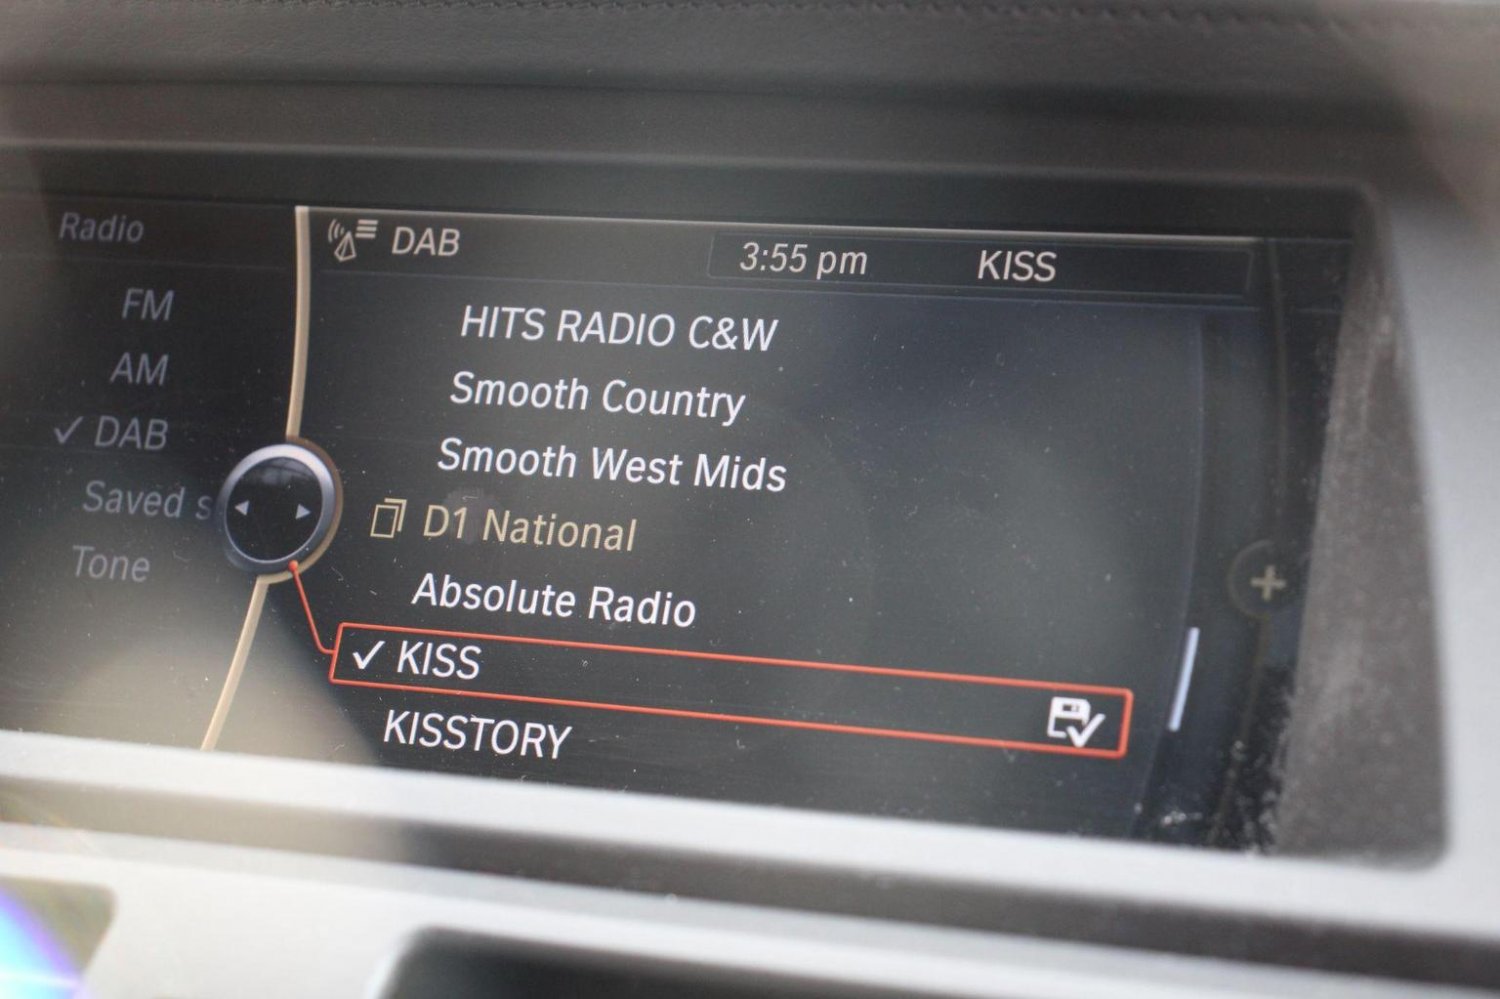 Radio
FM
AM
✓ DAB
Saved s
Tone
DAB
3:55 pm
KISS
HITS RADIO C&W
Smooth Country
Smooth West Mids
D1 National
Absolute Radio
✓ KISS
KISSTORY